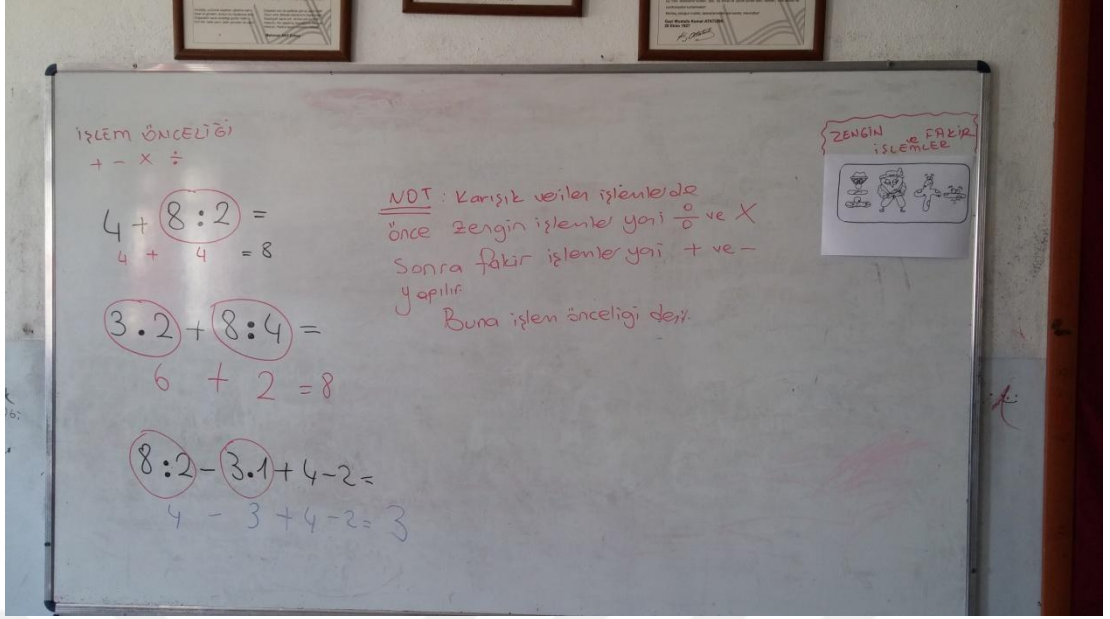 İŞLEM ÖNCELİĞİ
+ - x ÷
4 + 8 : 2 =
4 + 4 = 8
3 . 2 + 8 : 4 =
6 + 2 = 8
8 : 2 - 3 . 1 + 4 - 2 =
4 - 3 + 4 - 2 = 3
NOT : Karışık verilen işlemlerde
önce zengin işlemler yani ÷ ve X
Sonra fakir işlemler yani + ve -
yapılır.
Buna işlem önceliği denir.
ZENGİN ve FAKİR
İŞLEMLER